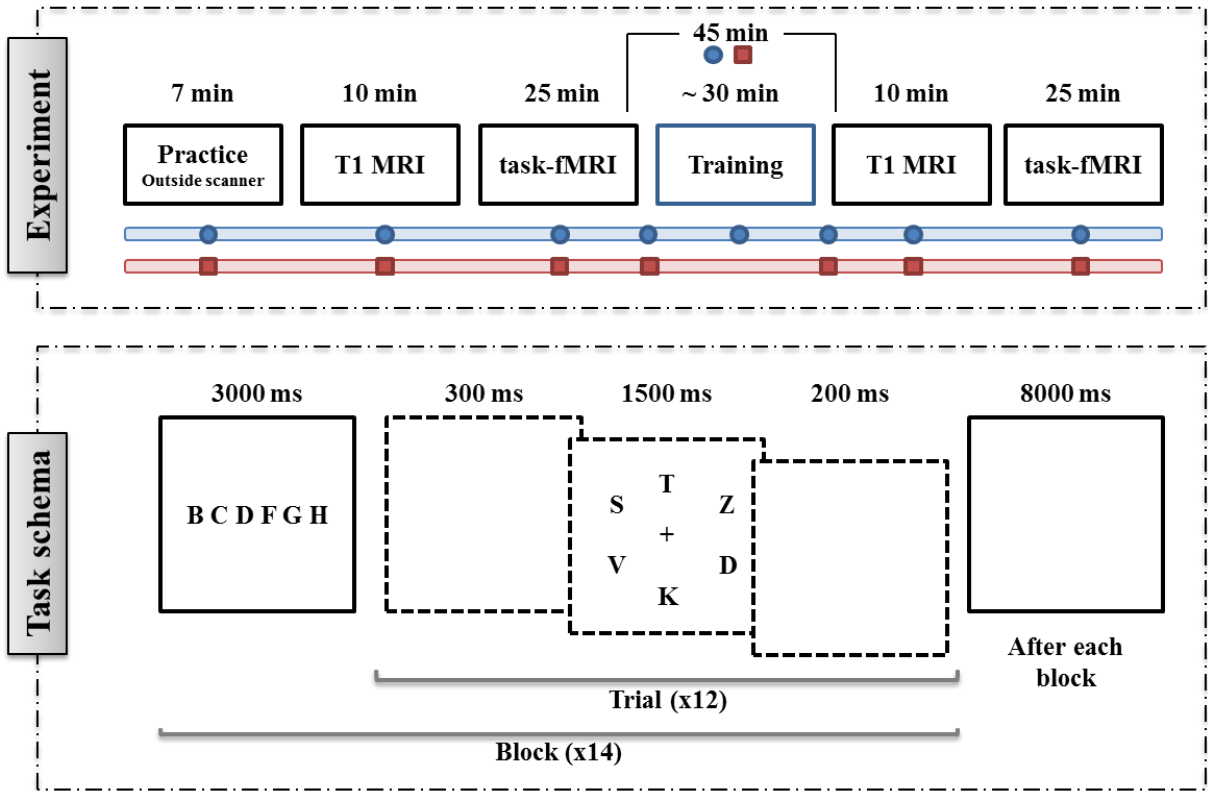 Experiment
45 min
7 min
10 min
25 min
~ 30 min
10 min
25 min
Practice
Outside scanner
T1 MRI
task-fMRI
Training
T1 MRI
task-fMRI
Task schema
3000 ms
300 ms
1500 ms
200 ms
8000 ms
B C D F G H
T
S Z
+
V D
K
After each
block
Trial (x12)
Block (x14)